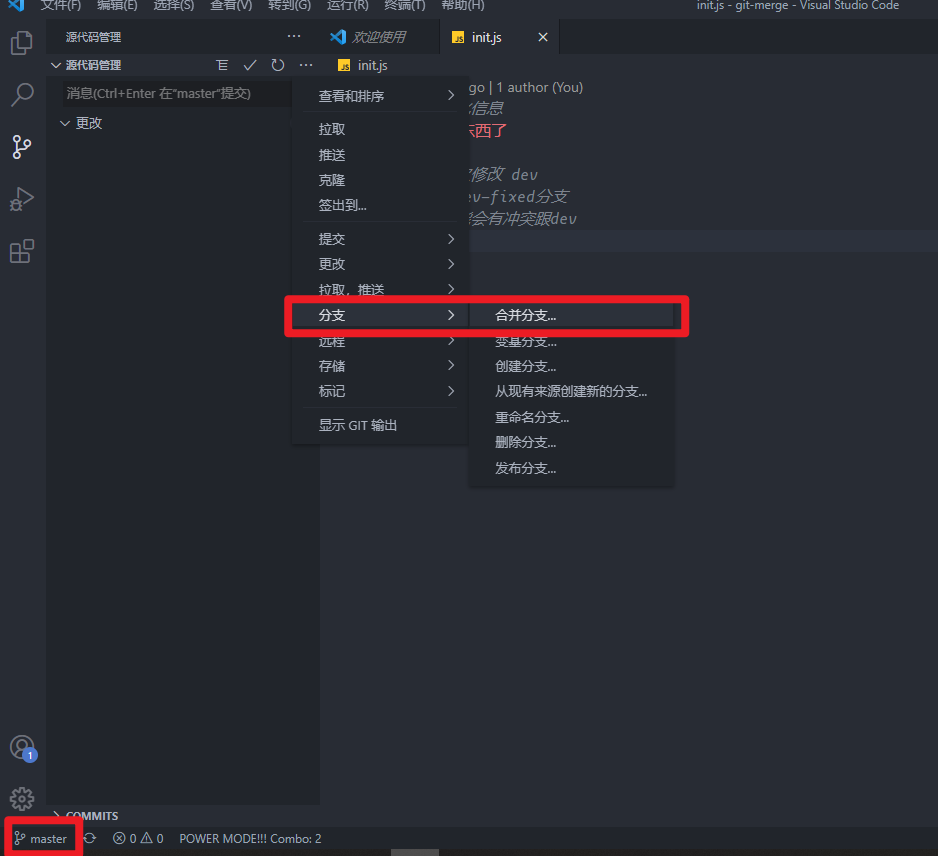 文件(F) 编辑(E) 选择(S) 查看(V) 转到(G) 运行(R) 终端(T) 帮助(H) init.js - git-merge - Visual Studio Code
源代码管理 ... 欢迎使用 JS init.js
源代码管理 ... JS init.js
消息(Ctrl+Enter 在"master"提交)
更改
查看和排序
拉取
推送
克隆
签出到...
提交
更改
拉取，推送
分支
远程
存储
标记
显示 GIT 输出
合并分支...
变基分支...
创建分支...
从现有来源创建新的分支...
重命名分支...
删除分支...
发布分支...
go | 1 author (You)
信息
东西了
修改 dev
v-fixed分支
会有冲突跟dev
1
COMMITS
master 0 0 POWER MODE!!! Combo: 2